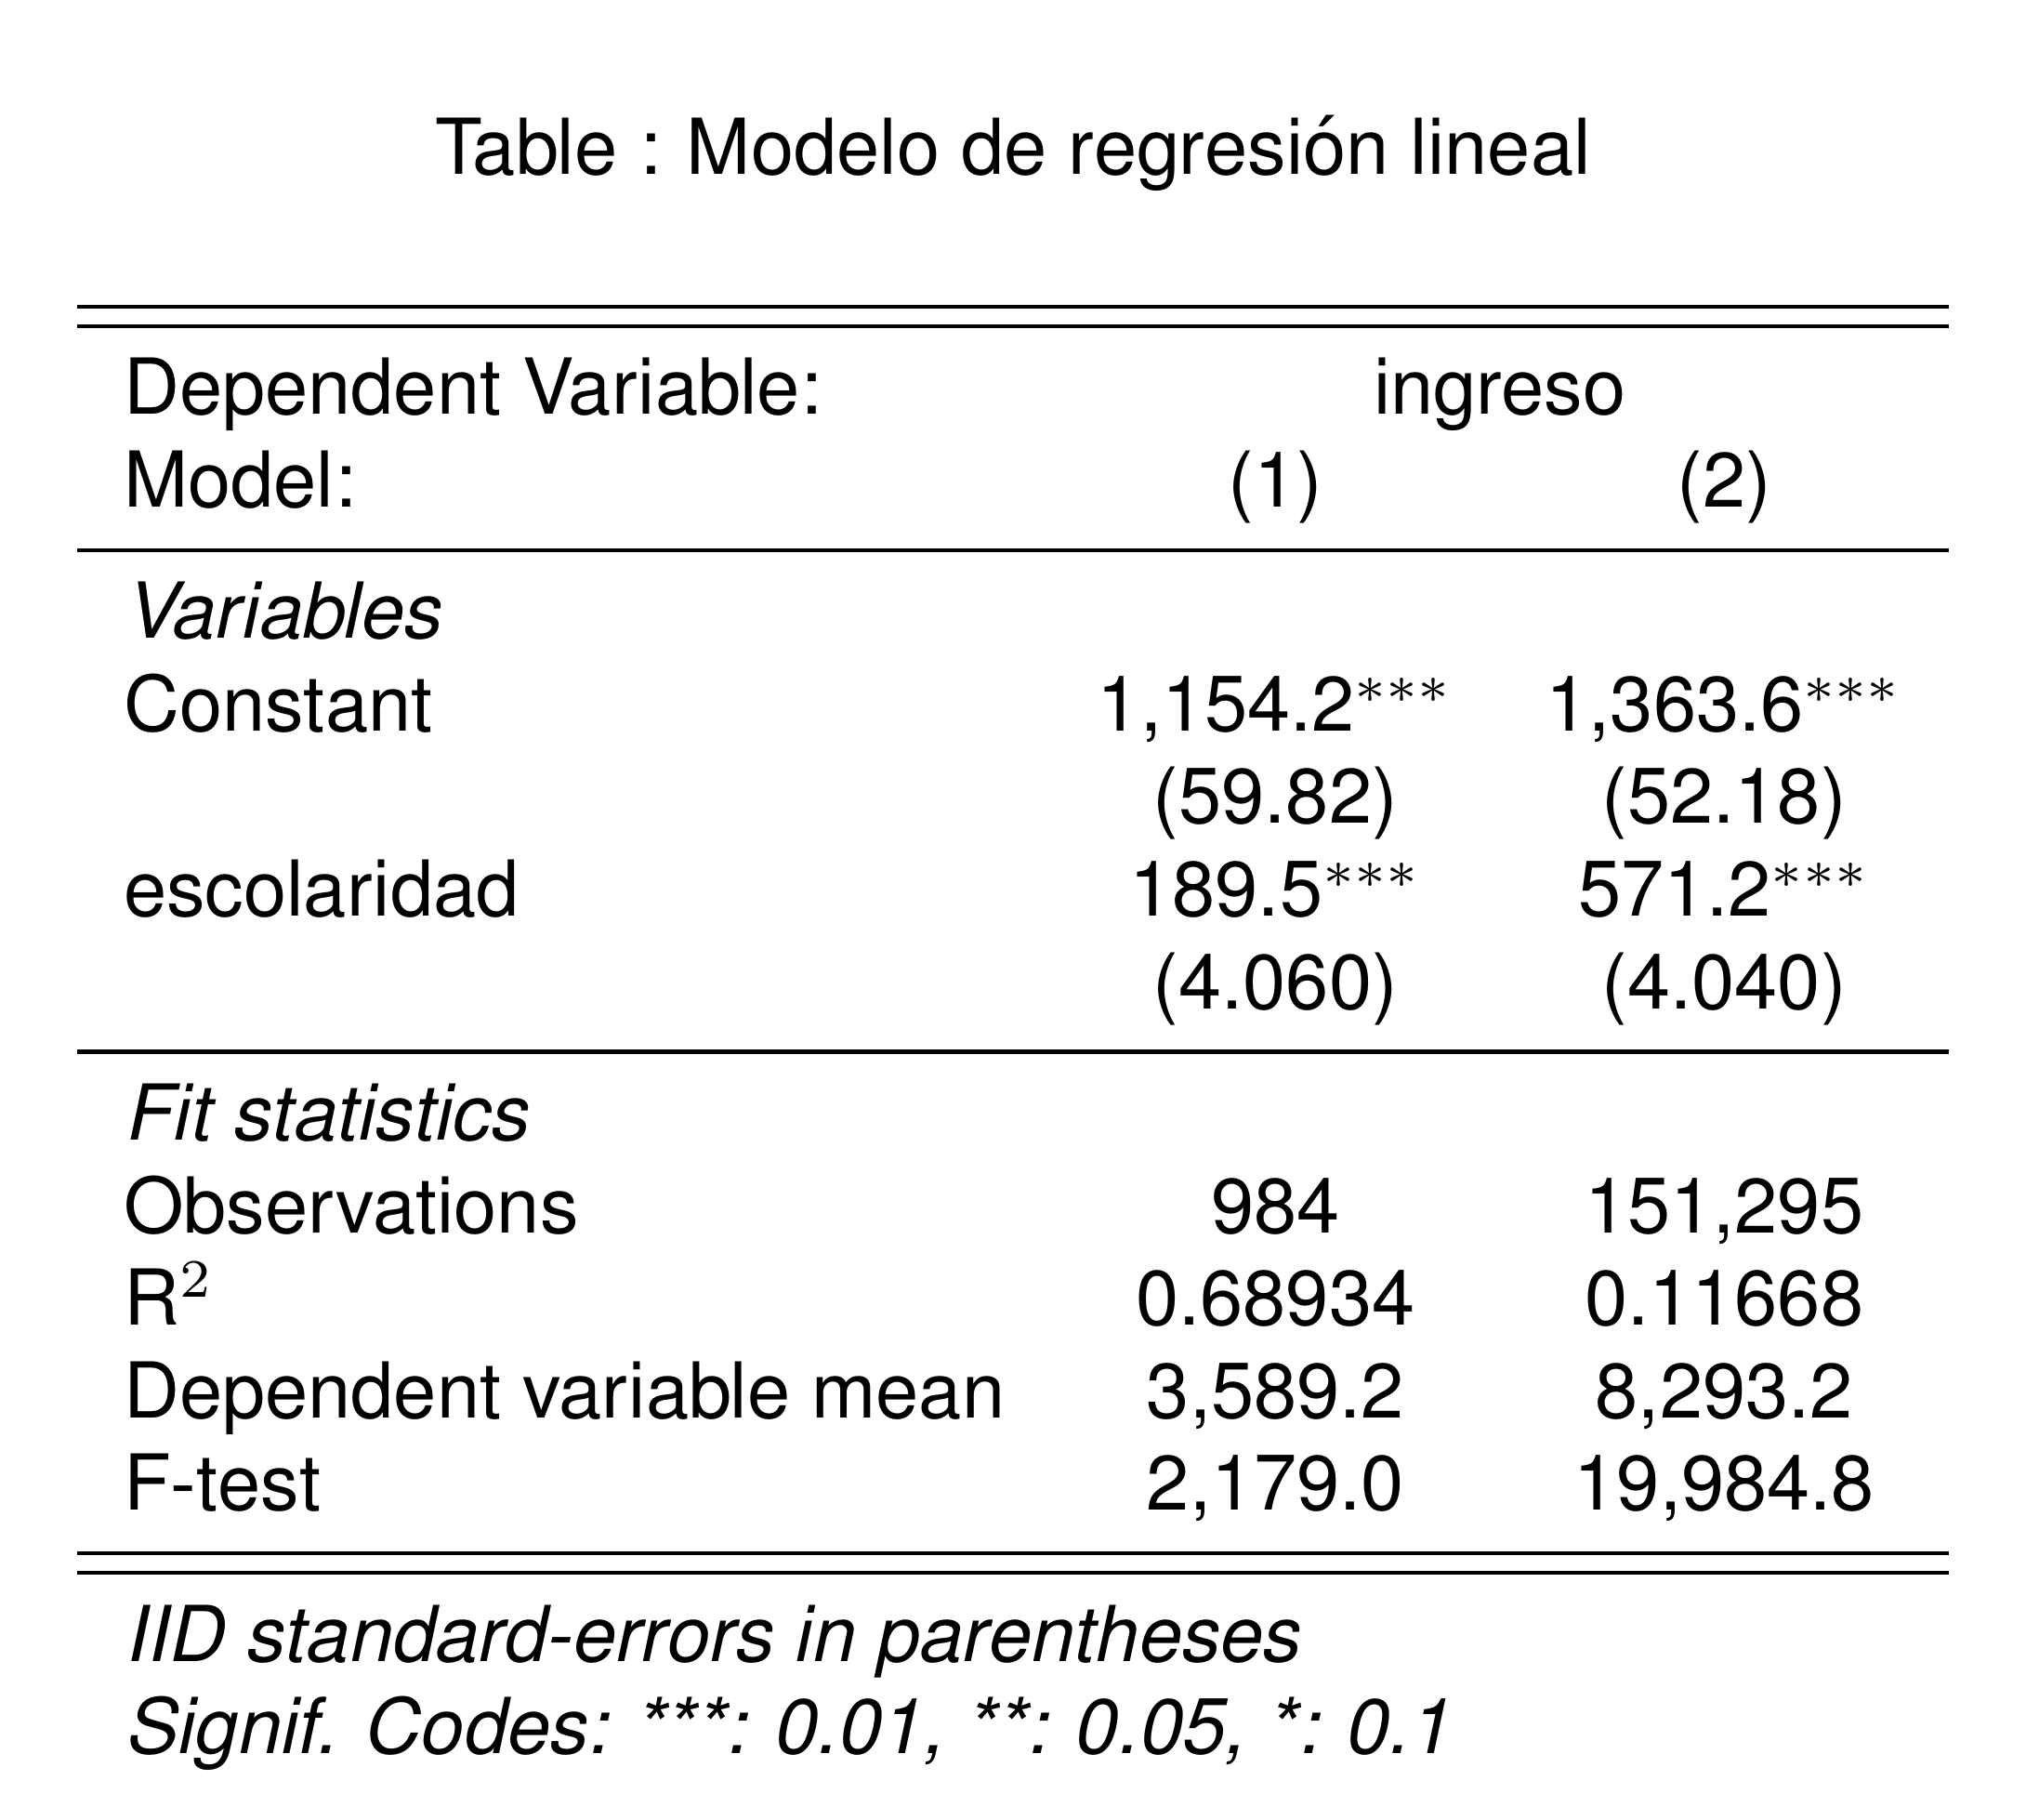 Table : Modelo de regresión lineal
Dependent Variable: ingreso
Model: (1) (2)
Variables
Constant 1,154.2*** 1,363.6***
(59.82) (52.18)
escolaridad 189.5*** 571.2***
(4.060) (4.040)
Fit statistics
Observations 984 151,295
R² 0.68934 0.11668
Dependent variable mean 3,589.2 8,293.2
F-test 2,179.0 19,984.8
IID standard-errors in parentheses
Signif. Codes: ***: 0.01, **: 0.05, *: 0.1